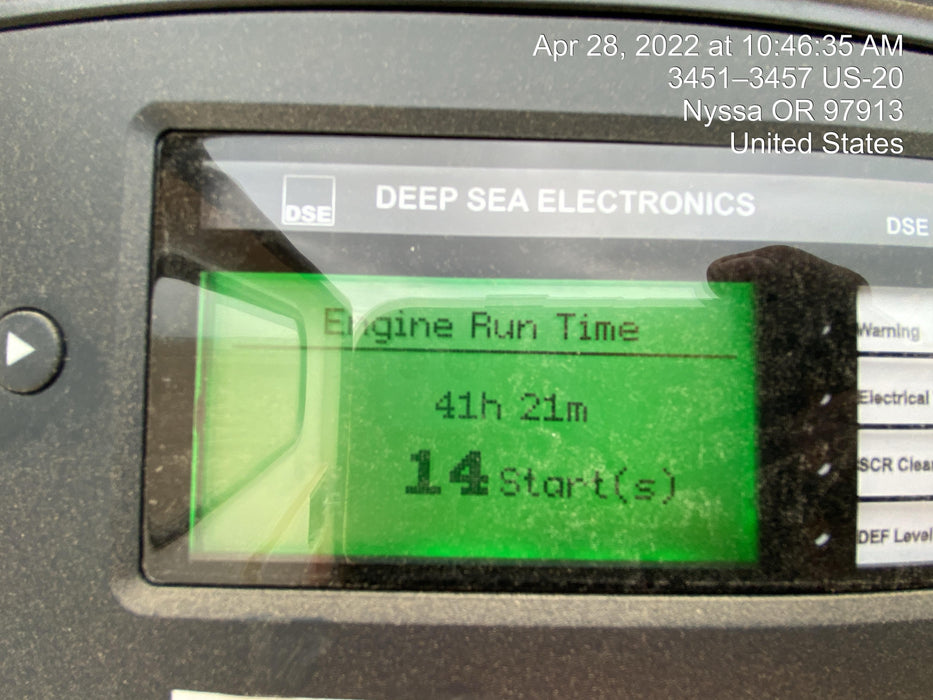 Apr 28, 2022 at 10:46:35 AM
3451–3457 US-20
Nyssa OR 97913
United States
DSE DEEP SEA ELECTRONICS
DSE
Engine Run Time
41h 21m
14 Start(s)
Warning
Electrical
SCR Clea
DEF Level